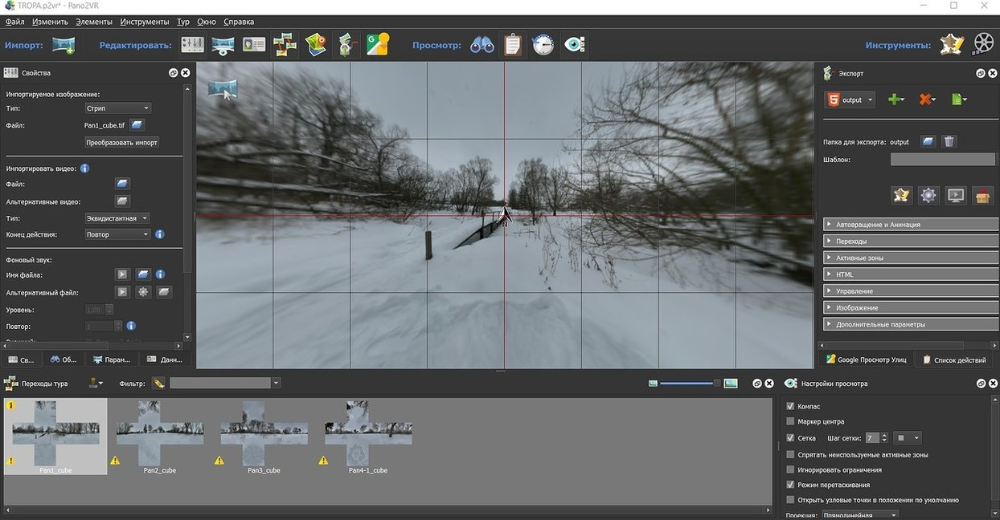 TROPA.p2vr* - Pano2VR
Файл Изменить Элементы Инструменты Тур Окно Справка
Импорт: Редактировать: Просмотр: Инструменты:
Свойства
Импортируемое изображение:
Тип: Стрип
Файл: Pan1_cube.tif
Преобразовать импорт
Импортировать видео:
Файл:
Альтернативные видео:
Тип: Эквидистантная
Конец действия: Повтор
Фоновый звук:
Имя файла:
Альтернативный файл:
Уровень: 1,00
Повтор: 1
Св... Об... Парам... Данн...
Экспорт
output
Папка для экспорта: output
Шаблон:
Автовращение и Анимация
Переходы
Активные зоны
HTML
Управление
Изображение
Дополнительные параметры
Google Просмотр Улиц Список действий
Переходы тура Фильтр:
1
Pan1_cube Pan2_cube Pan3_cube Pan4-1_cube
Настройки просмотра
Компас
Маркер центра
Сетка Шаг сетки: 7
Спрятать неиспользуемые активные зоны
Игнорировать ограничения
Режим перетаскивания
Открыть узловые точки в положении по умолчанию
Проекция: Прямолинейная